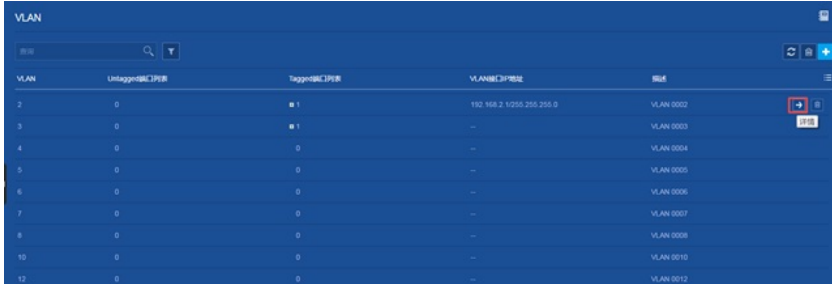 VLAN
搜索
VLAN Untagged端口列表 Tagged端口列表 VLAN接口IP地址 描述
2 0 1 192.168.2.1/255.255.255.0 VLAN 0002
详情
3 0 1 -- VLAN 0003
4 0 0 -- VLAN 0004
5 0 0 -- VLAN 0005
6 0 0 -- VLAN 0006
7 0 0 -- VLAN 0007
8 0 0 -- VLAN 0008
10 0 0 -- VLAN 0010
12 0 0 -- VLAN 0012